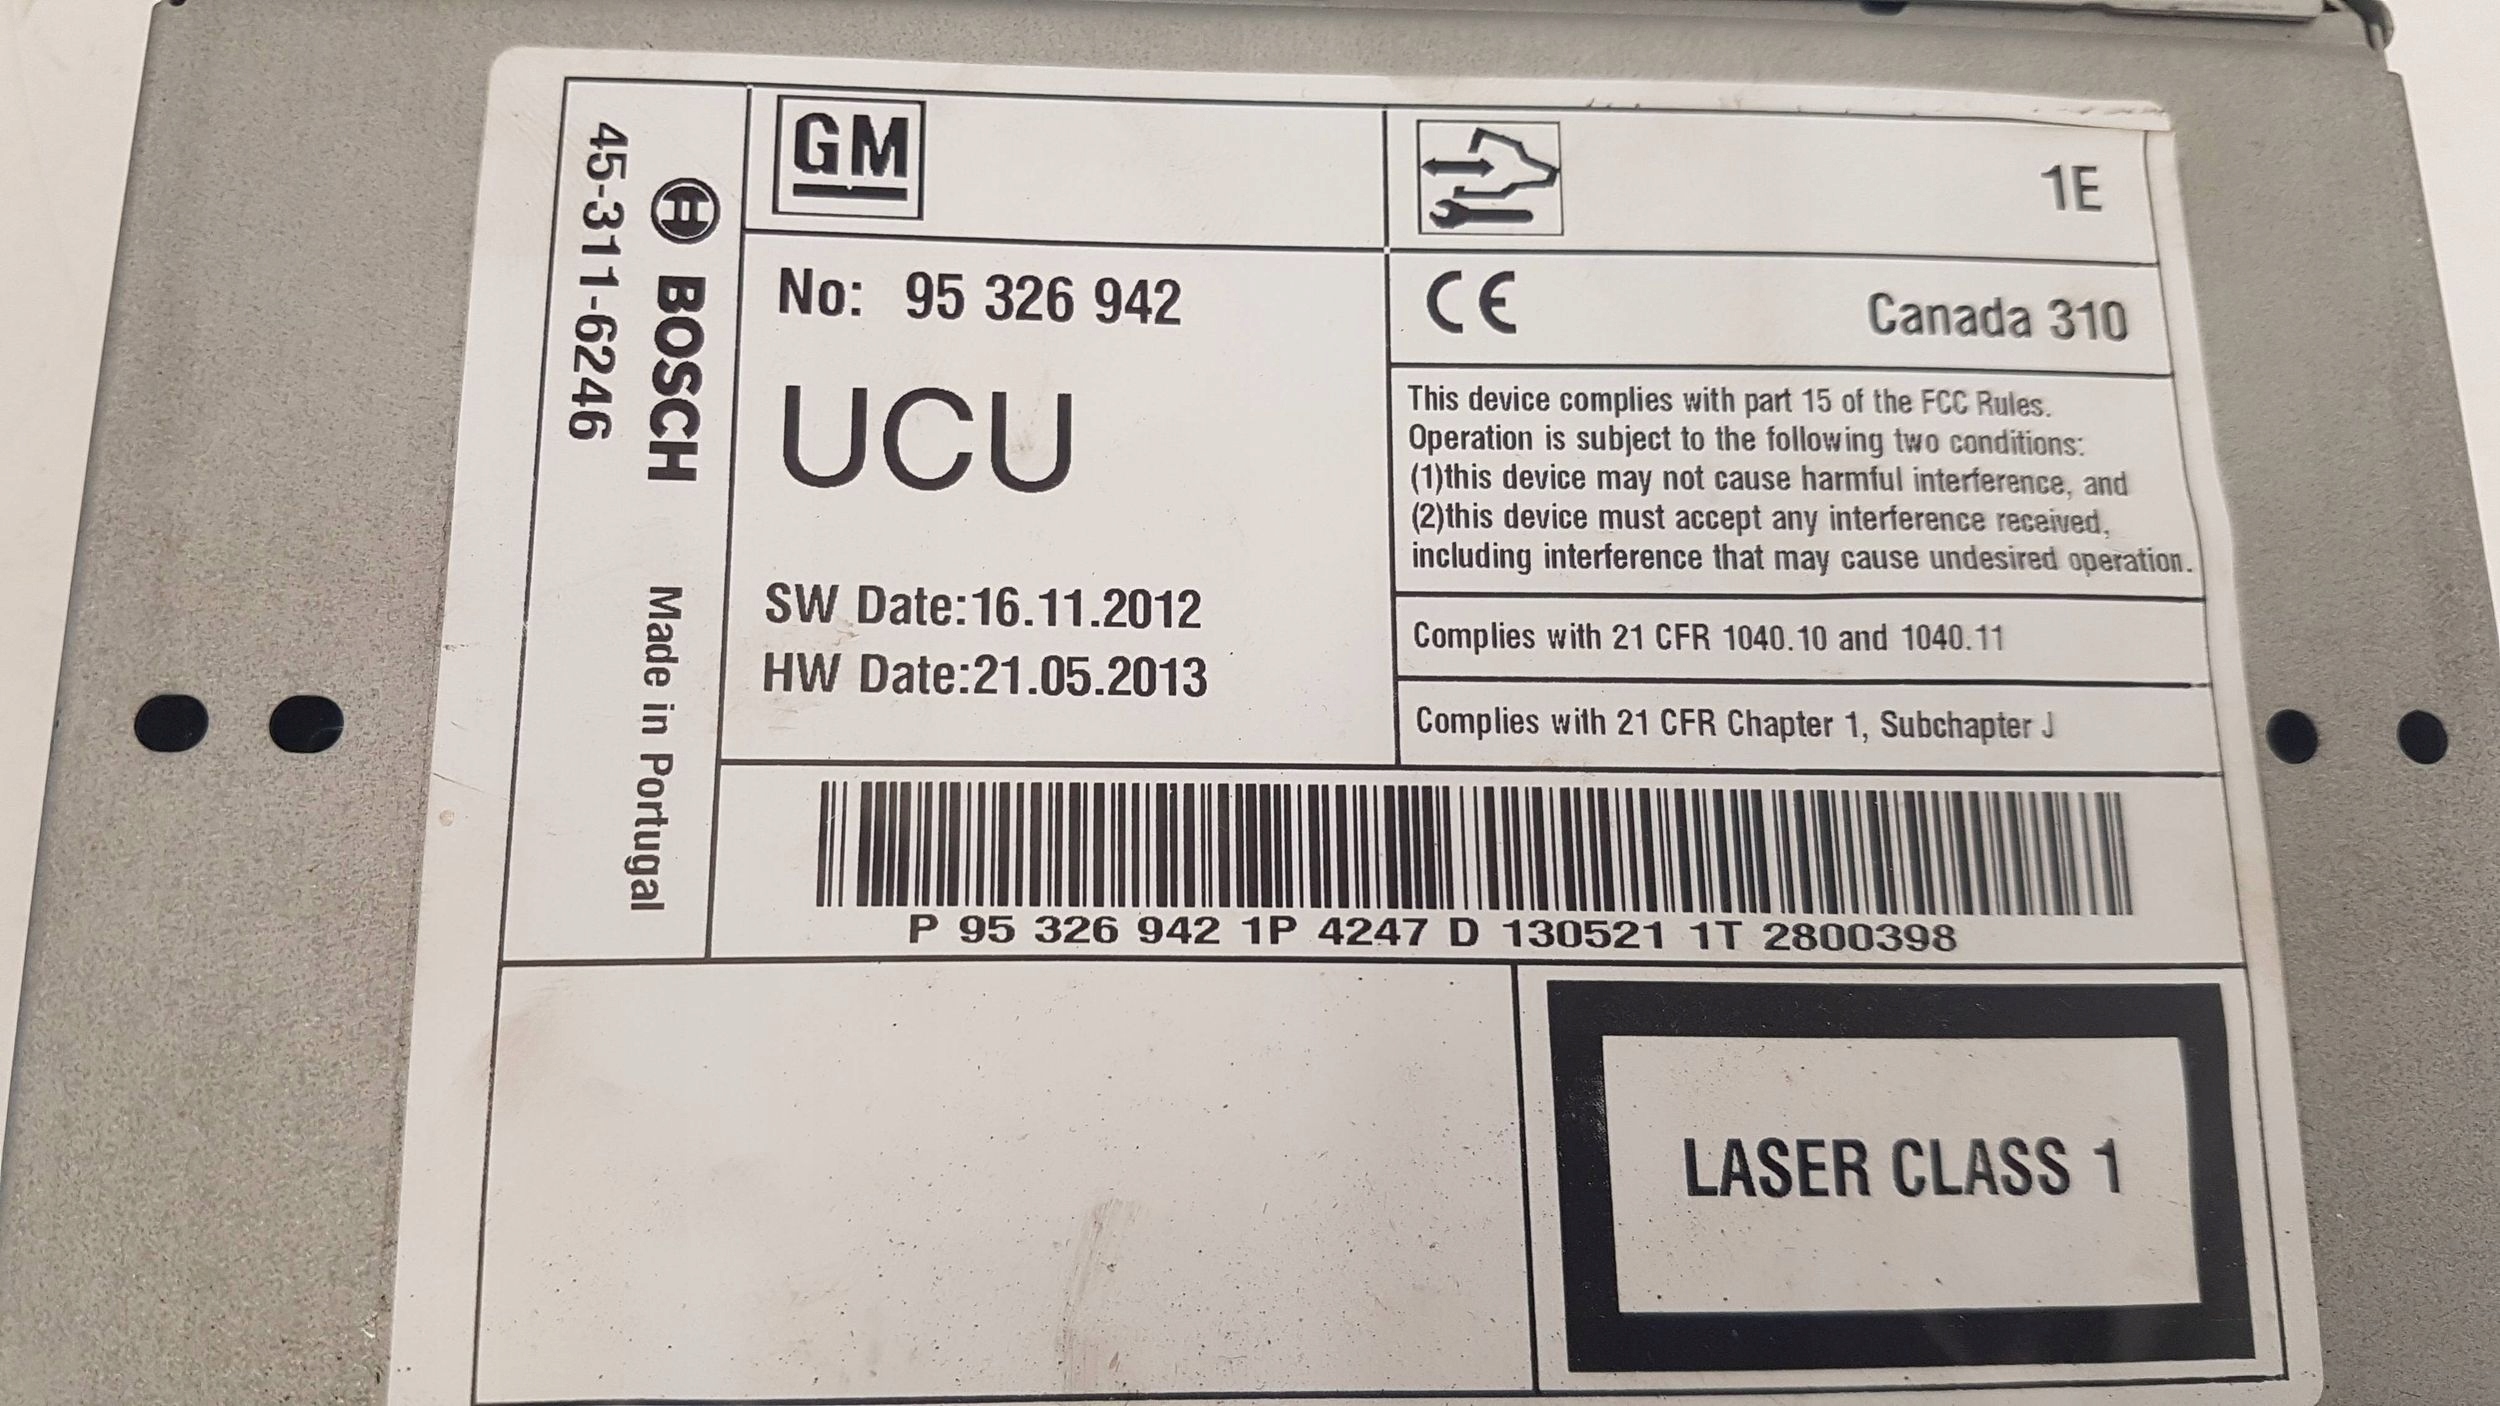 45-311-6246
BOSCH
Made in Portugal
GM
1E
No: 95 326 942
UCU
SW Date:16.11.2012
HW Date:21.05.2013
CE
Canada 310
This device complies with part 15 of the FCC Rules.
Operation is subject to the following two conditions:
(1)this device may not cause harmful interference, and
(2)this device must accept any interference received,
including interference that may cause undesired operation.
Complies with 21 CFR 1040.10 and 1040.11
Complies with 21 CFR Chapter 1, Subchapter J
P 95 326 942 1P 4247 D 130521 1T 2800398
LASER CLASS 1